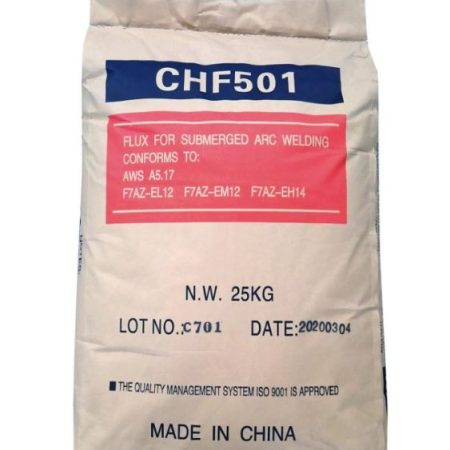 CHF501
FLUX FOR SUBMERGED ARC WELDING
CONFORMS TO:
AWS A5.17
F7AZ-EL12 F7AZ-EM12 F7AZ-EH14
N.W. 25KG
LOT NO.: C701 DATE: 20200304
■ THE QUALITY MANAGEMENT SYSTEM ISO 9001 IS APPROVED
MADE IN CHINA